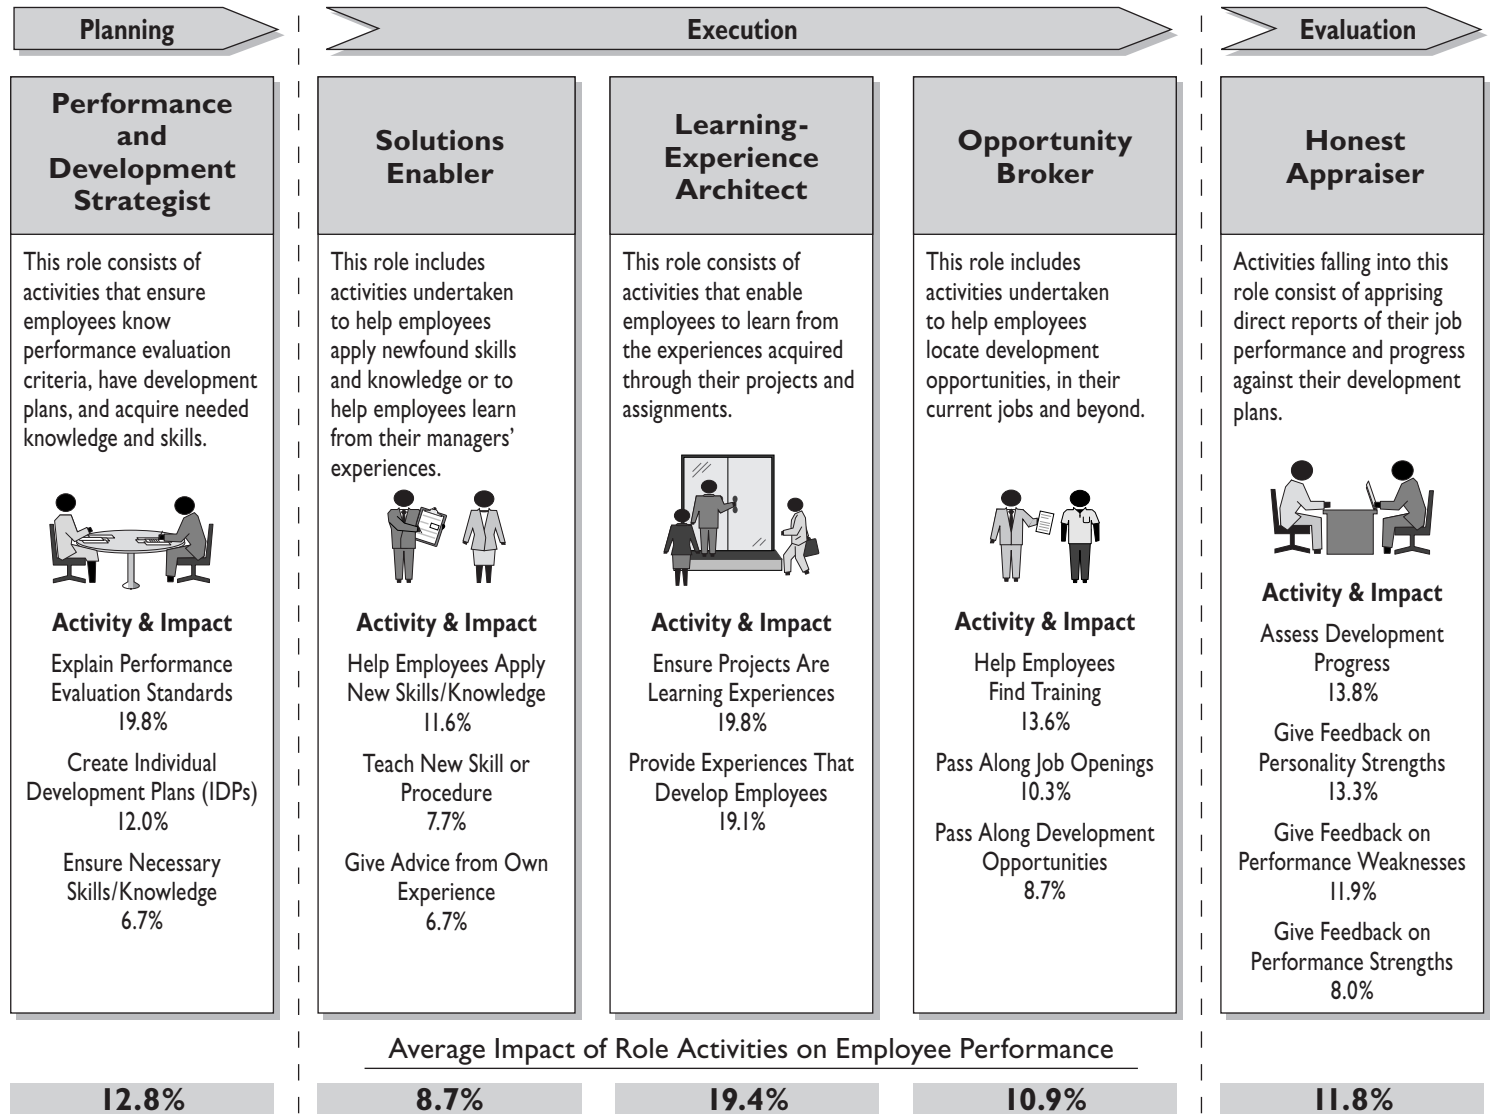 Planning
Execution
Evaluation
Performance
and
Development
Strategist
This role consists of
activities that ensure
employees know
performance evaluation
criteria, have development
plans, and acquire needed
knowledge and skills.
Activity & Impact
Explain Performance
Evaluation Standards
19.8%
Create Individual
Development Plans (IDPs)
12.0%
Ensure Necessary
Skills/Knowledge
6.7%
Solutions
Enabler
This role includes
activities undertaken
to help employees
apply newfound skills
and knowledge or to
help employees learn
from their managers’
experiences.
Activity & Impact
Help Employees Apply
New Skills/Knowledge
11.6%
Teach New Skill or
Procedure
7.7%
Give Advice from Own
Experience
6.7%
Learning-
Experience
Architect
This role consists of
activities that enable
employees to learn from
the experiences acquired
through their projects and
assignments.
Activity & Impact
Ensure Projects Are
Learning Experiences
19.8%
Provide Experiences That
Develop Employees
19.1%
Opportunity
Broker
This role includes
activities undertaken
to help employees
locate development
opportunities, in their
current jobs and beyond.
Activity & Impact
Help Employees
Find Training
13.6%
Pass Along Job Openings
10.3%
Pass Along Development
Opportunities
8.7%
Honest
Appraiser
Activities falling into this
role consist of apprising
direct reports of their job
performance and progress
against their development
plans.
Activity & Impact
Assess Development
Progress
13.8%
Give Feedback on
Personality Strengths
13.3%
Give Feedback on
Performance Weaknesses
11.9%
Give Feedback on
Performance Strengths
8.0%
Average Impact of Role Activities on Employee Performance
12.8%
8.7%
19.4%
10.9%
11.8%